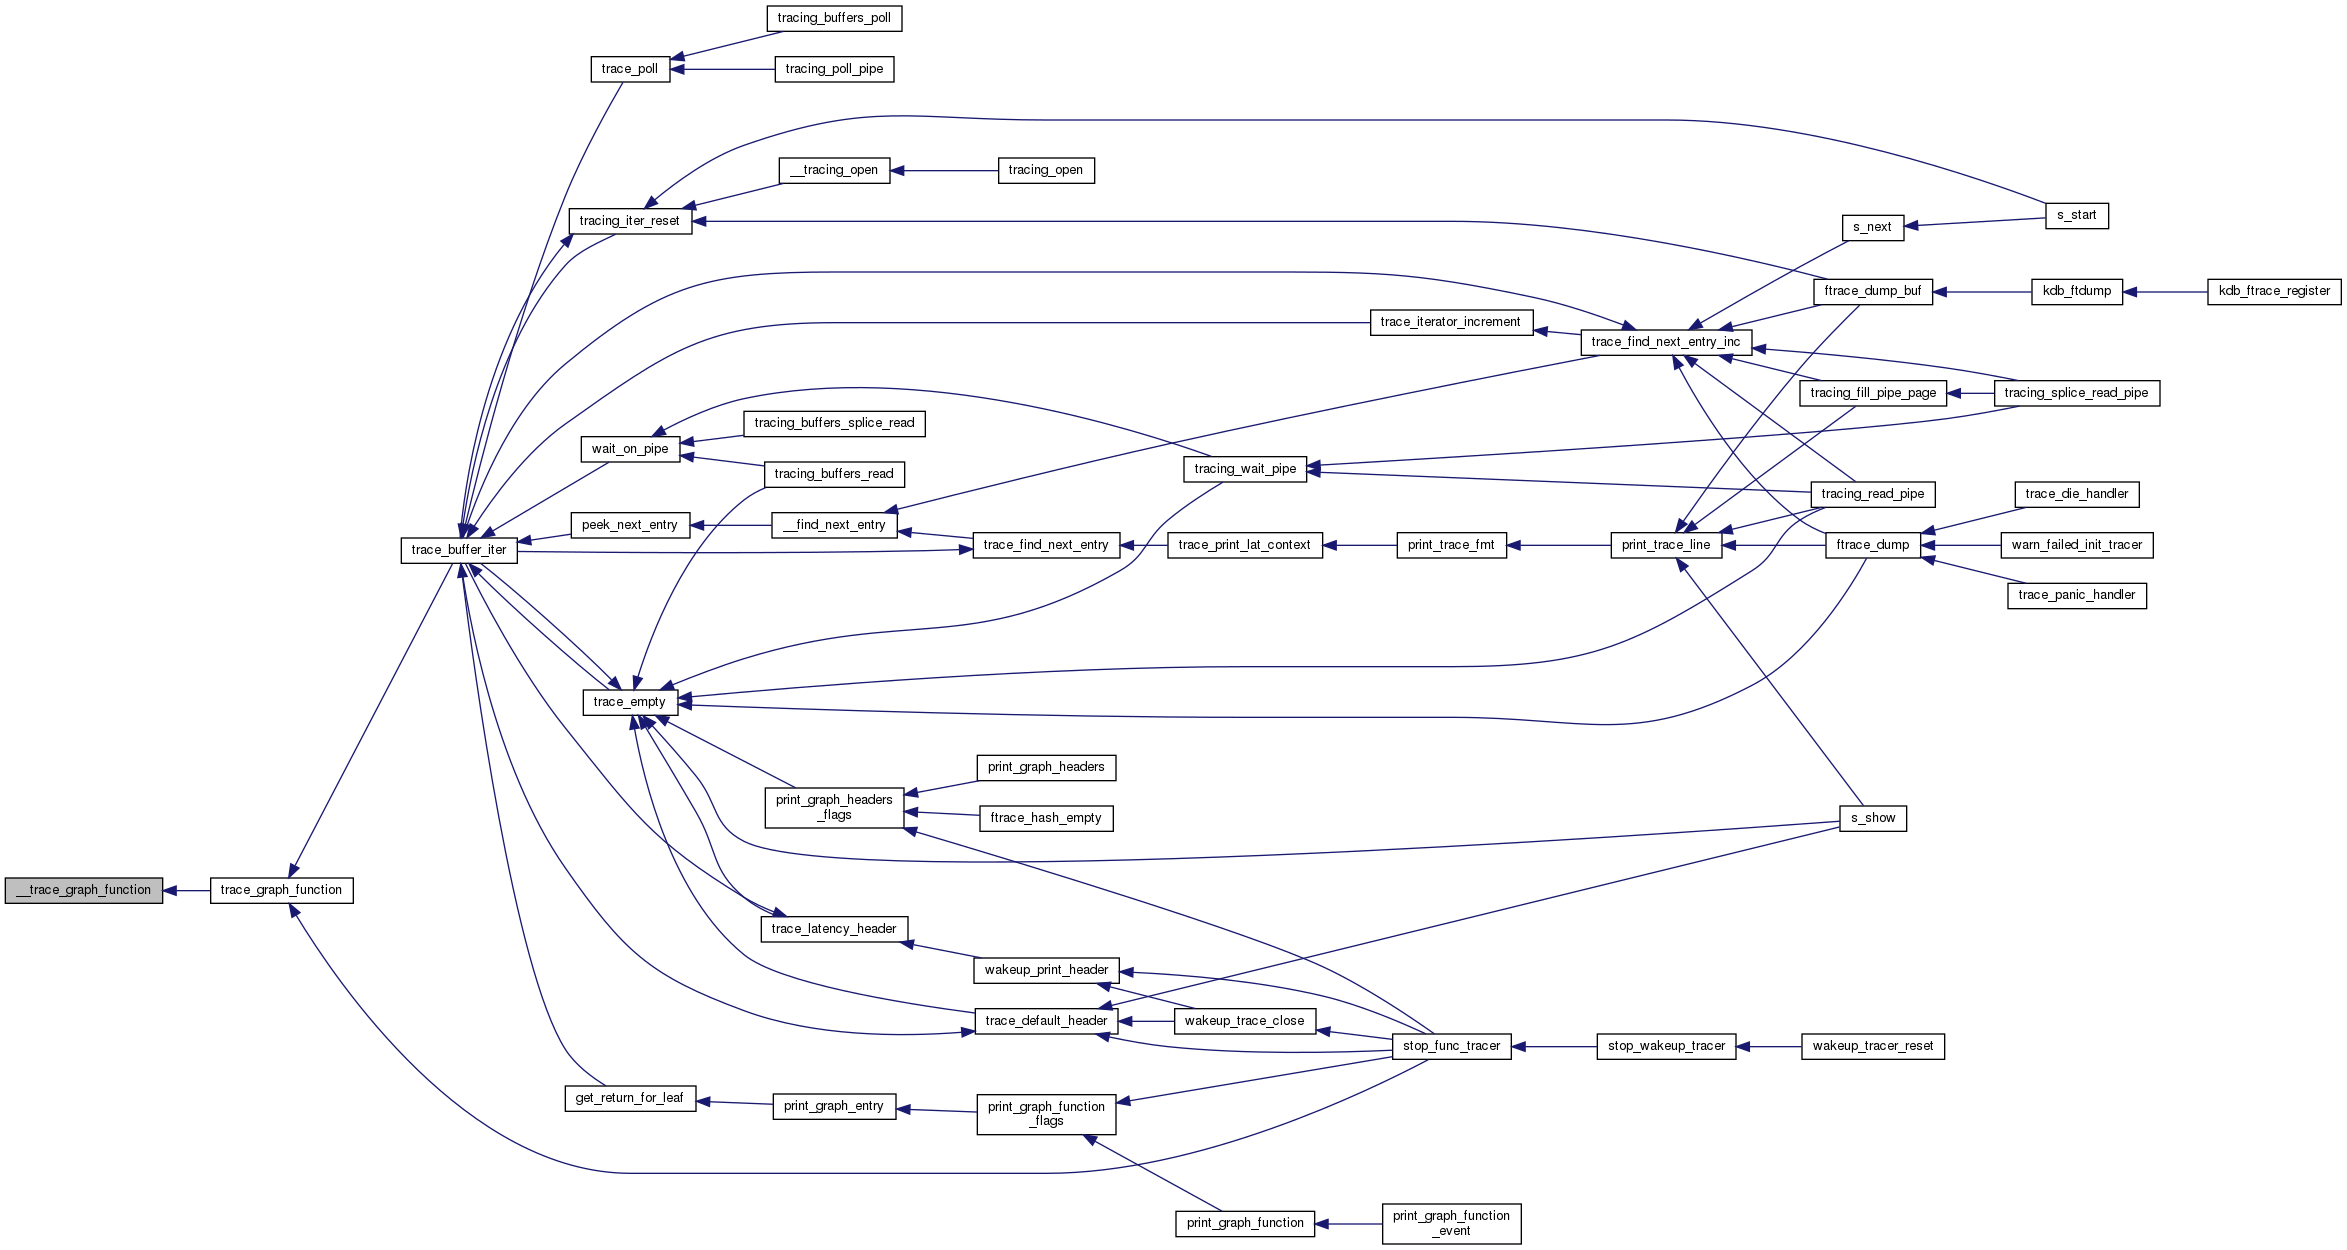 tracing_buffers_poll
trace_poll
tracing_poll_pipe
__tracing_open
tracing_open
tracing_iter_reset
s_start
s_next
ftrace_dump_buf
kdb_ftdump
kdb_ftrace_register
trace_iterator_increment
trace_find_next_entry_inc
tracing_fill_pipe_page
tracing_splice_read_pipe
tracing_buffers_splice_read
wait_on_pipe
tracing_buffers_read
tracing_wait_pipe
tracing_read_pipe
trace_die_handler
peek_next_entry
__find_next_entry
trace_buffer_iter
trace_find_next_entry
trace_print_lat_context
print_trace_fmt
print_trace_line
ftrace_dump
warn_failed_init_tracer
trace_panic_handler
trace_empty
print_graph_headers
print_graph_headers
_flags
ftrace_hash_empty
s_show
__trace_graph_function
trace_graph_function
trace_latency_header
wakeup_print_header
trace_default_header
wakeup_trace_close
stop_func_tracer
stop_wakeup_tracer
wakeup_tracer_reset
get_return_for_leaf
print_graph_entry
print_graph_function
_flags
print_graph_function
print_graph_function
_event